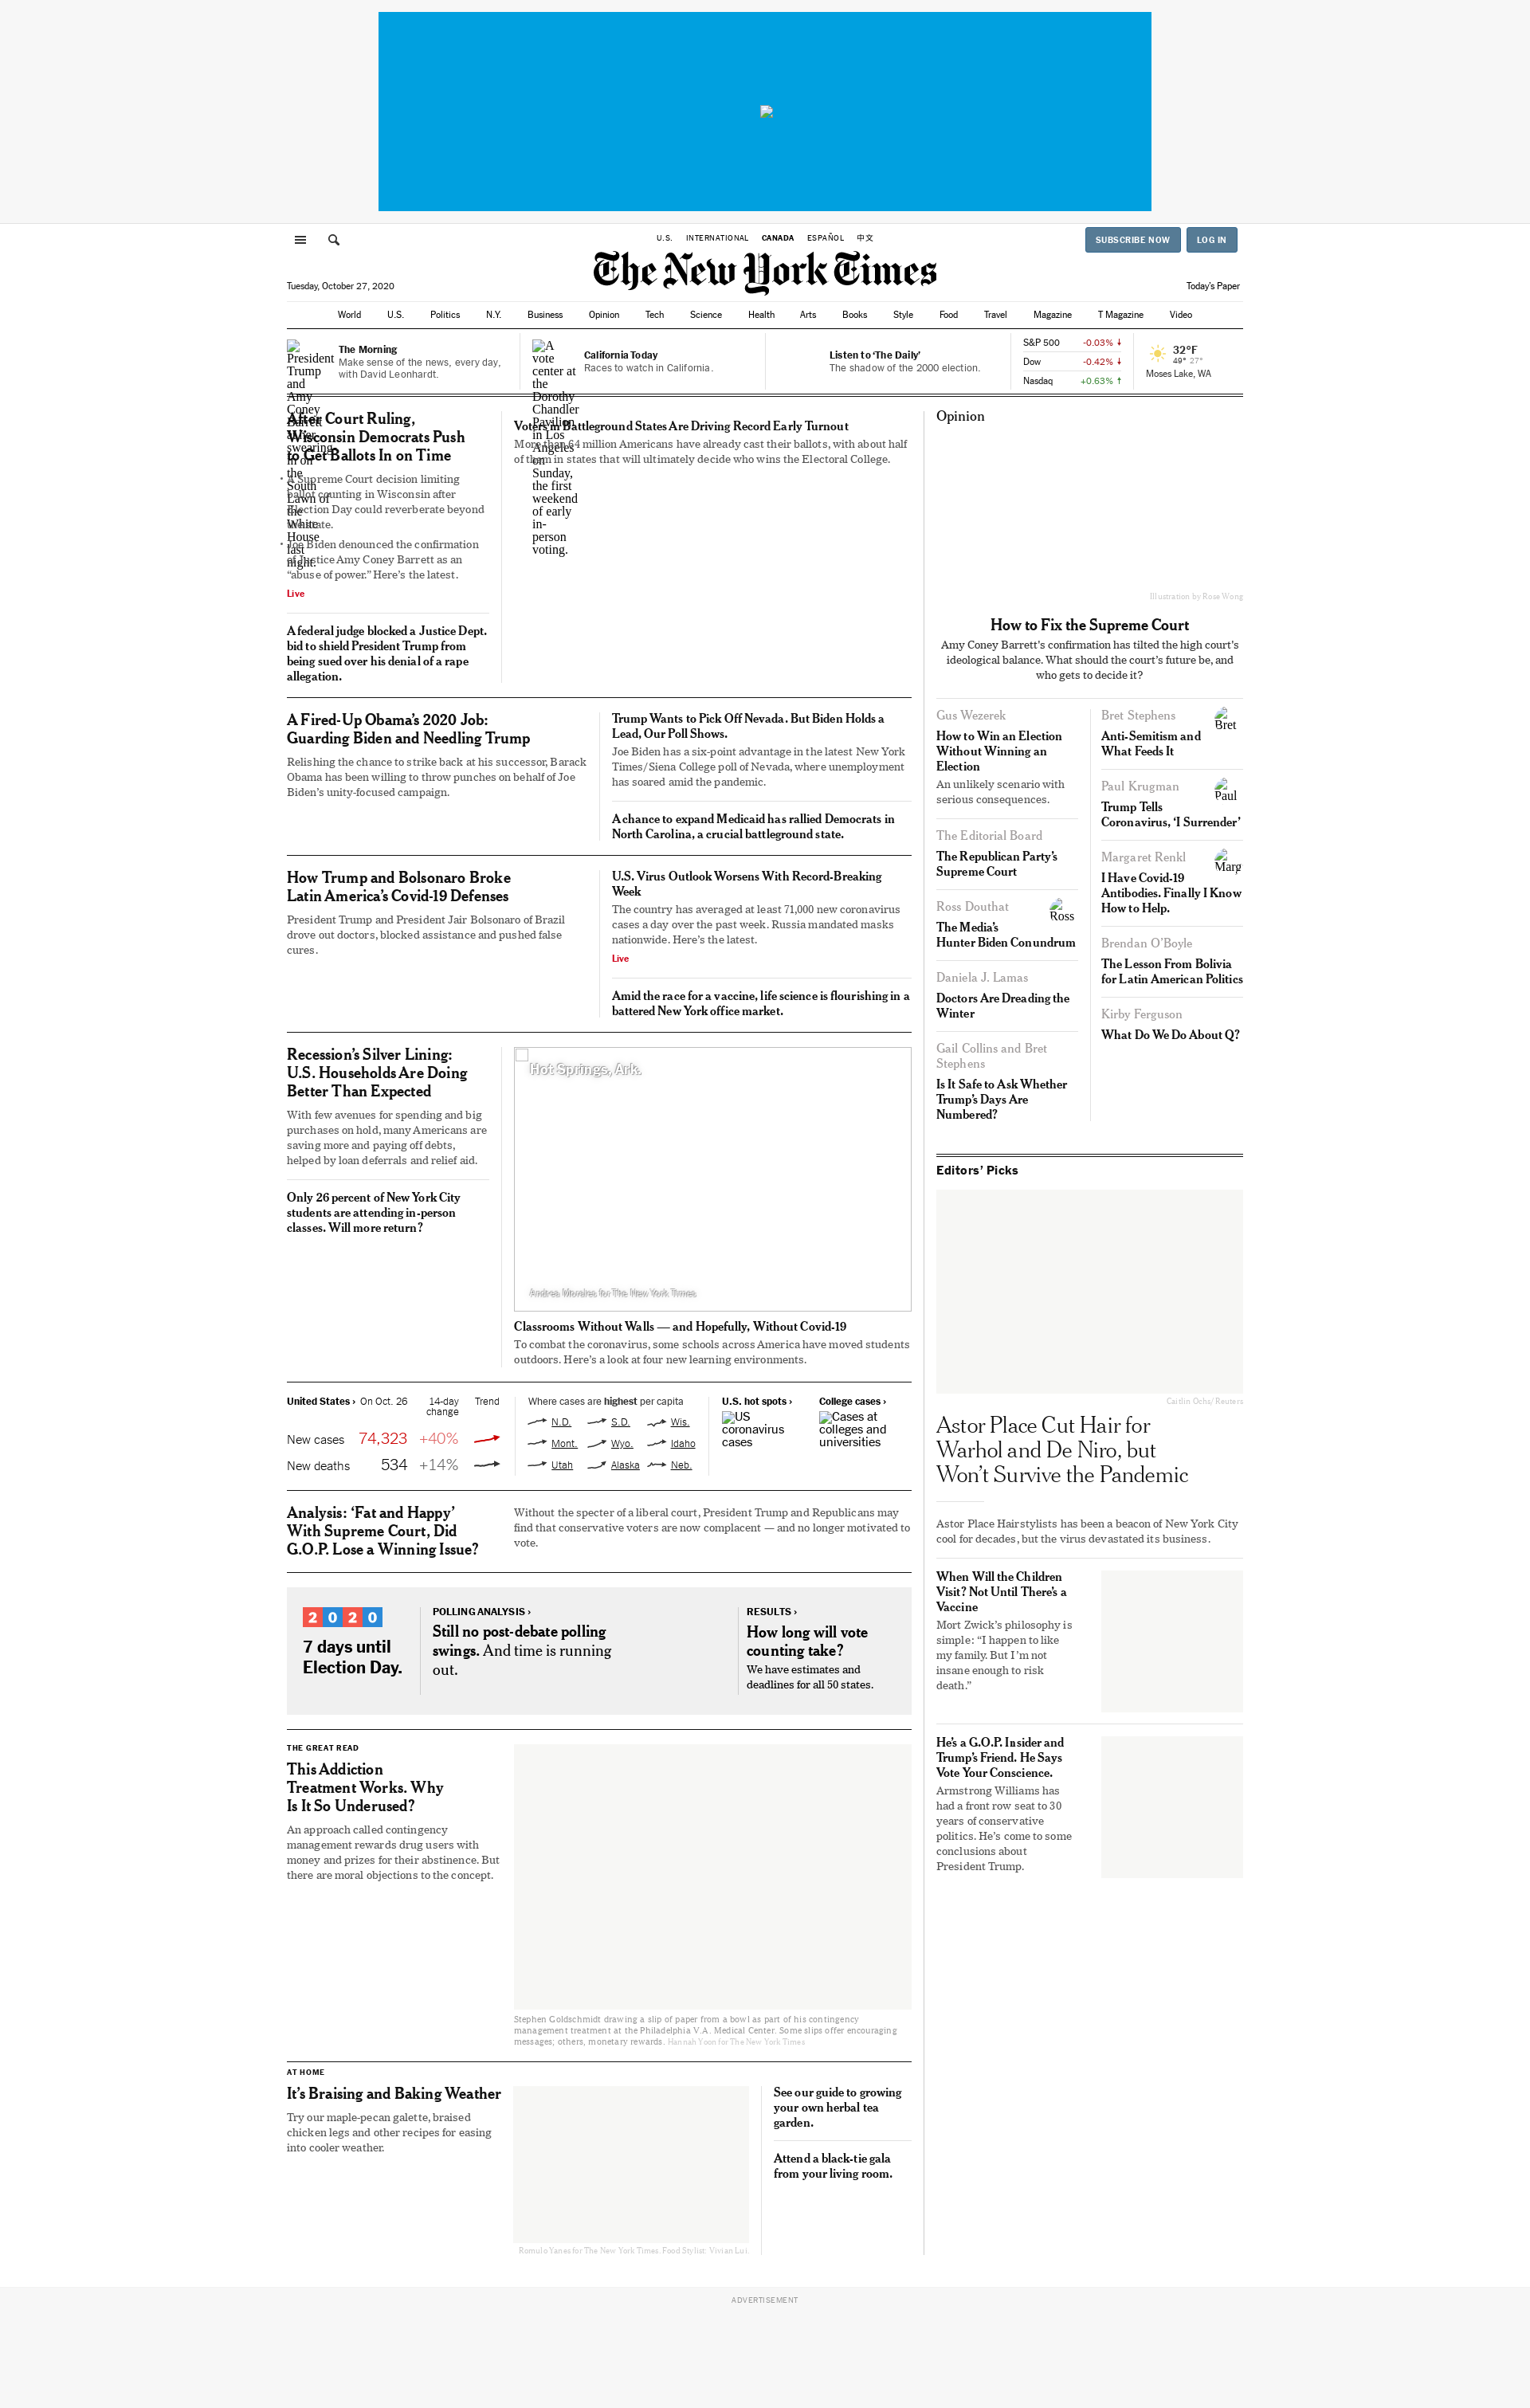 U.S.
INTERNATIONAL
CANADA
ESPAÑOL
中文
SUBSCRIBE NOW
LOG IN
The New York Times
Tuesday, October 27, 2020
Today's Paper
World
U.S.
Politics
N.Y.
Business
Opinion
Tech
Science
Health
Arts
Books
Style
Food
Travel
Magazine
T Magazine
Video
President
Trump
and
Amy
Coney
Barrett
after
swearing
in on
the
South
Lawn of
the
White
House
last
night.
The Morning
Make sense of the news, every day,
with David Leonhardt.
A
vote
center at
the
Dorothy
Chandler
Pavilion
in Los
Angeles
on
Sunday,
the first
weekend
of early
in-
person
voting.
California Today
Races to watch in California.
Listen to ‘The Daily’
The shadow of the 2000 election.
S&P 500 -0.03% ↓
Dow -0.42% ↓
Nasdaq +0.63% ↑
32°F
49° 27°
Moses Lake, WA
After Court Ruling,
Wisconsin Democrats Push
to Get Ballots In on Time
• A Supreme Court decision limiting
ballot counting in Wisconsin after
Election Day could reverberate beyond
the state.
• Joe Biden denounced the confirmation
of Justice Amy Coney Barrett as an
“abuse of power.” Here’s the latest.
Live
A federal judge blocked a Justice Dept.
bid to shield President Trump from
being sued over his denial of a rape
allegation.
Voters in Battleground States Are Driving Record Early Turnout
More than 64 million Americans have already cast their ballots, with about half
of them in states that will ultimately decide who wins the Electoral College.
A Fired-Up Obama’s 2020 Job:
Guarding Biden and Needling Trump
Relishing the chance to strike back at his successor, Barack
Obama has been willing to throw punches on behalf of Joe
Biden’s unity-focused campaign.
Trump Wants to Pick Off Nevada. But Biden Holds a
Lead, Our Poll Shows.
Joe Biden has a six-point advantage in the latest New York
Times/Siena College poll of Nevada, where unemployment
has soared amid the pandemic.
A chance to expand Medicaid has rallied Democrats in
North Carolina, a crucial battleground state.
How Trump and Bolsonaro Broke
Latin America’s Covid-19 Defenses
President Trump and President Jair Bolsonaro of Brazil
drove out doctors, blocked assistance and pushed false
cures.
U.S. Virus Outlook Worsens With Record-Breaking
Week
The country has averaged at least 71,000 new coronavirus
cases a day over the past week. Russia mandated masks
nationwide. Here’s the latest.
Live
Amid the race for a vaccine, life science is flourishing in a
battered New York office market.
Recession’s Silver Lining:
U.S. Households Are Doing
Better Than Expected
With few avenues for spending and big
purchases on hold, many Americans are
saving more and paying off debts,
helped by loan deferrals and relief aid.
Only 26 percent of New York City
students are attending in-person
classes. Will more return?
Hot Springs, Ark.
Andrea Morales for The New York Times
Classrooms Without Walls — and Hopefully, Without Covid-19
To combat the coronavirus, some schools across America have moved students
outdoors. Here’s a look at four new learning environments.
United States › On Oct. 26 14-day Trend
change
New cases 74,323 +40%
New deaths 534 +14%
Where cases are highest per capita
N.D. S.D. Wis.
Mont. Wyo. Idaho
Utah Alaska Neb.
U.S. hot spots ›
US
coronavirus
cases
College cases ›
Cases at
colleges and
universities
Analysis: ‘Fat and Happy’
With Supreme Court, Did
G.O.P. Lose a Winning Issue?
Without the specter of a liberal court, President Trump and Republicans may
find that conservative voters are now complacent — and no longer motivated to
vote.
2020
7 days until
Election Day.
POLLING ANALYSIS ›
Still no post-debate polling
swings. And time is running
out.
RESULTS ›
How long will vote
counting take?
We have estimates and
deadlines for all 50 states.
THE GREAT READ
This Addiction
Treatment Works. Why
Is It So Underused?
An approach called contingency
management rewards drug users with
money and prizes for their abstinence. But
there are moral objections to the concept.
Stephen Goldschmidt drawing a slip of paper from a bowl as part of his contingency
management treatment at the Philadelphia V.A. Medical Center. Some slips offer encouraging
messages; others, monetary rewards. Hannah Yoon for The New York Times
AT HOME
It’s Braising and Baking Weather
Try our maple-pecan galette, braised
chicken legs and other recipes for easing
into cooler weather.
Romulo Yanes for The New York Times. Food Stylist: Vivian Lui.
See our guide to growing
your own herbal tea
garden.
Attend a black-tie gala
from your living room.
Opinion
Illustration by Rose Wong
How to Fix the Supreme Court
Amy Coney Barrett’s confirmation has tilted the high court’s
ideological balance. What should the court’s future be, and
who gets to decide it?
Gus Wezerek
How to Win an Election
Without Winning an
Election
An unlikely scenario with
serious consequences.
The Editorial Board
The Republican Party’s
Supreme Court
Ross Douthat
Ross
The Media’s
Hunter Biden Conundrum
Daniela J. Lamas
Doctors Are Dreading the
Winter
Gail Collins and Bret
Stephens
Is It Safe to Ask Whether
Trump’s Days Are
Numbered?
Bret Stephens
Bret
Anti-Semitism and
What Feeds It
Paul Krugman
Paul
Trump Tells
Coronavirus, ‘I Surrender’
Margaret Renkl
I Have Covid-19
Antibodies. Finally I Know
How to Help.
Brendan O’Boyle
The Lesson From Bolivia
for Latin American Politics
Kirby Ferguson
What Do We Do About Q?
Editors’ Picks
Caitlin Ochs/Reuters
Astor Place Cut Hair for
Warhol and De Niro, but
Won’t Survive the Pandemic
Astor Place Hairstylists has been a beacon of New York City
cool for decades, but the virus devastated its business.
When Will the Children
Visit? Not Until There’s a
Vaccine
Mort Zwick’s philosophy is
simple: “I happen to like
my family. But I’m not
insane enough to risk
death.”
He’s a G.O.P. Insider and
Trump’s Friend. He Says
Vote Your Conscience.
Armstrong Williams has
had a front row seat to 30
years of conservative
politics. He’s come to some
conclusions about
President Trump.
ADVERTISEMENT